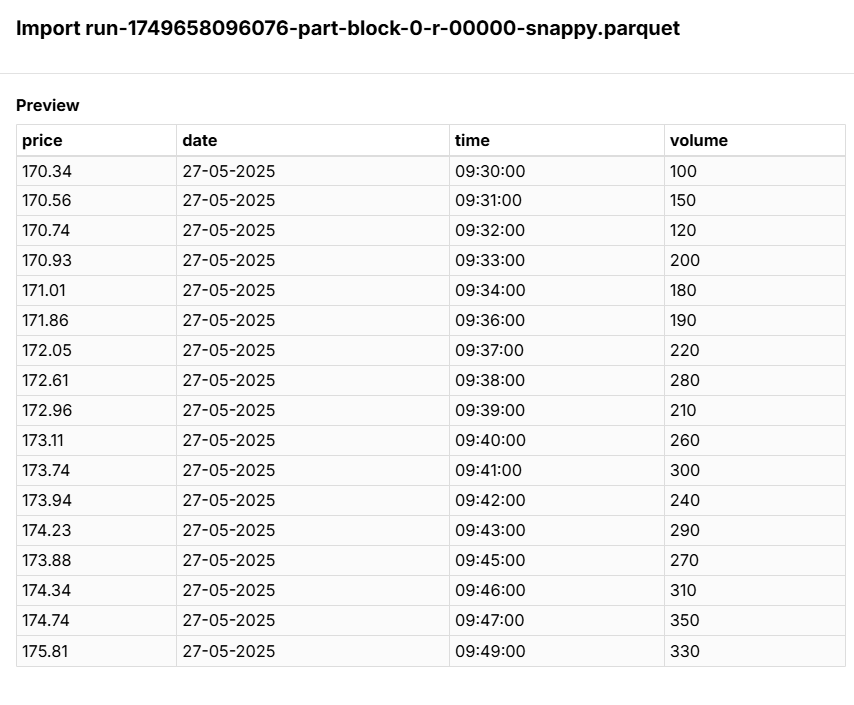 Import run-1749658096076-part-block-0-r-00000-snappy.parquet
Preview
price date time volume
170.34 27-05-2025 09:30:00 100
170.56 27-05-2025 09:31:00 150
170.74 27-05-2025 09:32:00 120
170.93 27-05-2025 09:33:00 200
171.01 27-05-2025 09:34:00 180
171.86 27-05-2025 09:36:00 190
172.05 27-05-2025 09:37:00 220
172.61 27-05-2025 09:38:00 280
172.96 27-05-2025 09:39:00 210
173.11 27-05-2025 09:40:00 260
173.74 27-05-2025 09:41:00 300
173.94 27-05-2025 09:42:00 240
174.23 27-05-2025 09:43:00 290
173.88 27-05-2025 09:45:00 270
174.34 27-05-2025 09:46:00 310
174.74 27-05-2025 09:47:00 350
175.81 27-05-2025 09:49:00 330